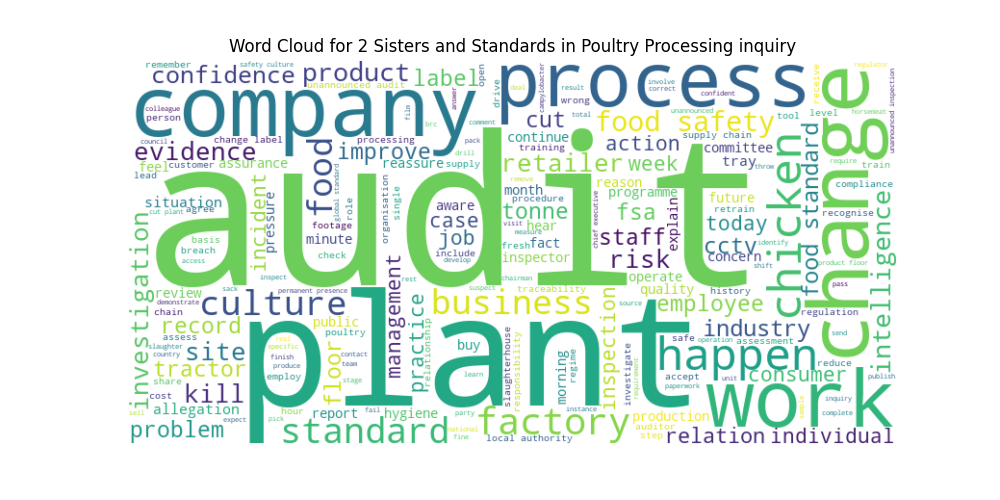 Word Cloud for 2 Sisters and Standards in Poultry Processing inquiry
remember
safety culture
confidence
product
label
open
process
receive
regulator
unannounced audit
drive
campylobacter
deal
result
involve
correct
confident
colleague
person
company
film
answer
wrong
cut
food safety
unannounced
total
tool
level
horsemeat
unannounced inspection
council
change label
processing
brc
comment
pack
continue
training
action
supply chain
committee
require
train
change
evidence
food
improve
drill
retailer
week
tray
throw
chicken
food standard
feel
customer
assurance
reassure
supply
remove
reason
programme
compliance
lead
audit
global standard
role
organisation
single
month
procedure
explain
future
retrain
recognise
situation
agree
incident
pressure
footage
aware
case
tonne
fsa
today
minute
include
job
visit
measure
hear
staff
chief executive
cctv
identify
intelligence
investigation
basis
breach
access
check
fresh
fact
inspector
risk
concern
shift
product floor
cut plant
develop
chairman
review
inspect
rest
suspect
traceability
operate
quality
history
pass
sack
permanent presence
demonstrate
culture
management
business
inspection
source
employee
regulation
chain
record
public
practice
relationship
assess
poultry
industry
send
slaughter
country
site
real
specific
floor
contact
team
buy
slaughterhouse
responsibility
morning
regime
investigate
requirement
safe
operation
assessment
happen
reduce
tractor
finish
produce
plant
learn
accept
unit
consumer
publish
share
employ
stage
paperwork
work
cost
kill
sell
allegation
pick
hour
report
fail
hygiene
party
instance
production
sample
inquiry
complete
expect
problem
standard
national
fine
factory
auditor
step
local authority
relation
individual